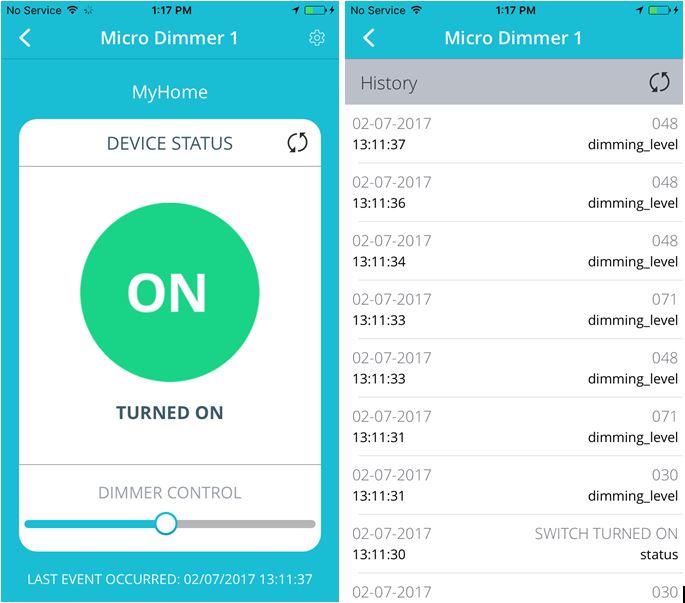 No Service 1:17 PM
Micro Dimmer 1
MyHome
DEVICE STATUS
ON
TURNED ON
DIMMER CONTROL
LAST EVENT OCCURRED: 02/07/2017 13:11:37
No Service 1:17 PM
Micro Dimmer 1
History
02-07-2017 048
13:11:37 dimming_level
02-07-2017 048
13:11:36 dimming_level
02-07-2017 048
13:11:34 dimming_level
02-07-2017 071
13:11:33 dimming_level
02-07-2017 048
13:11:33 dimming_level
02-07-2017 071
13:11:31 dimming_level
02-07-2017 030
13:11:31 dimming_level
02-07-2017 SWITCH TURNED ON
13:11:30 status
02-07-2017 030